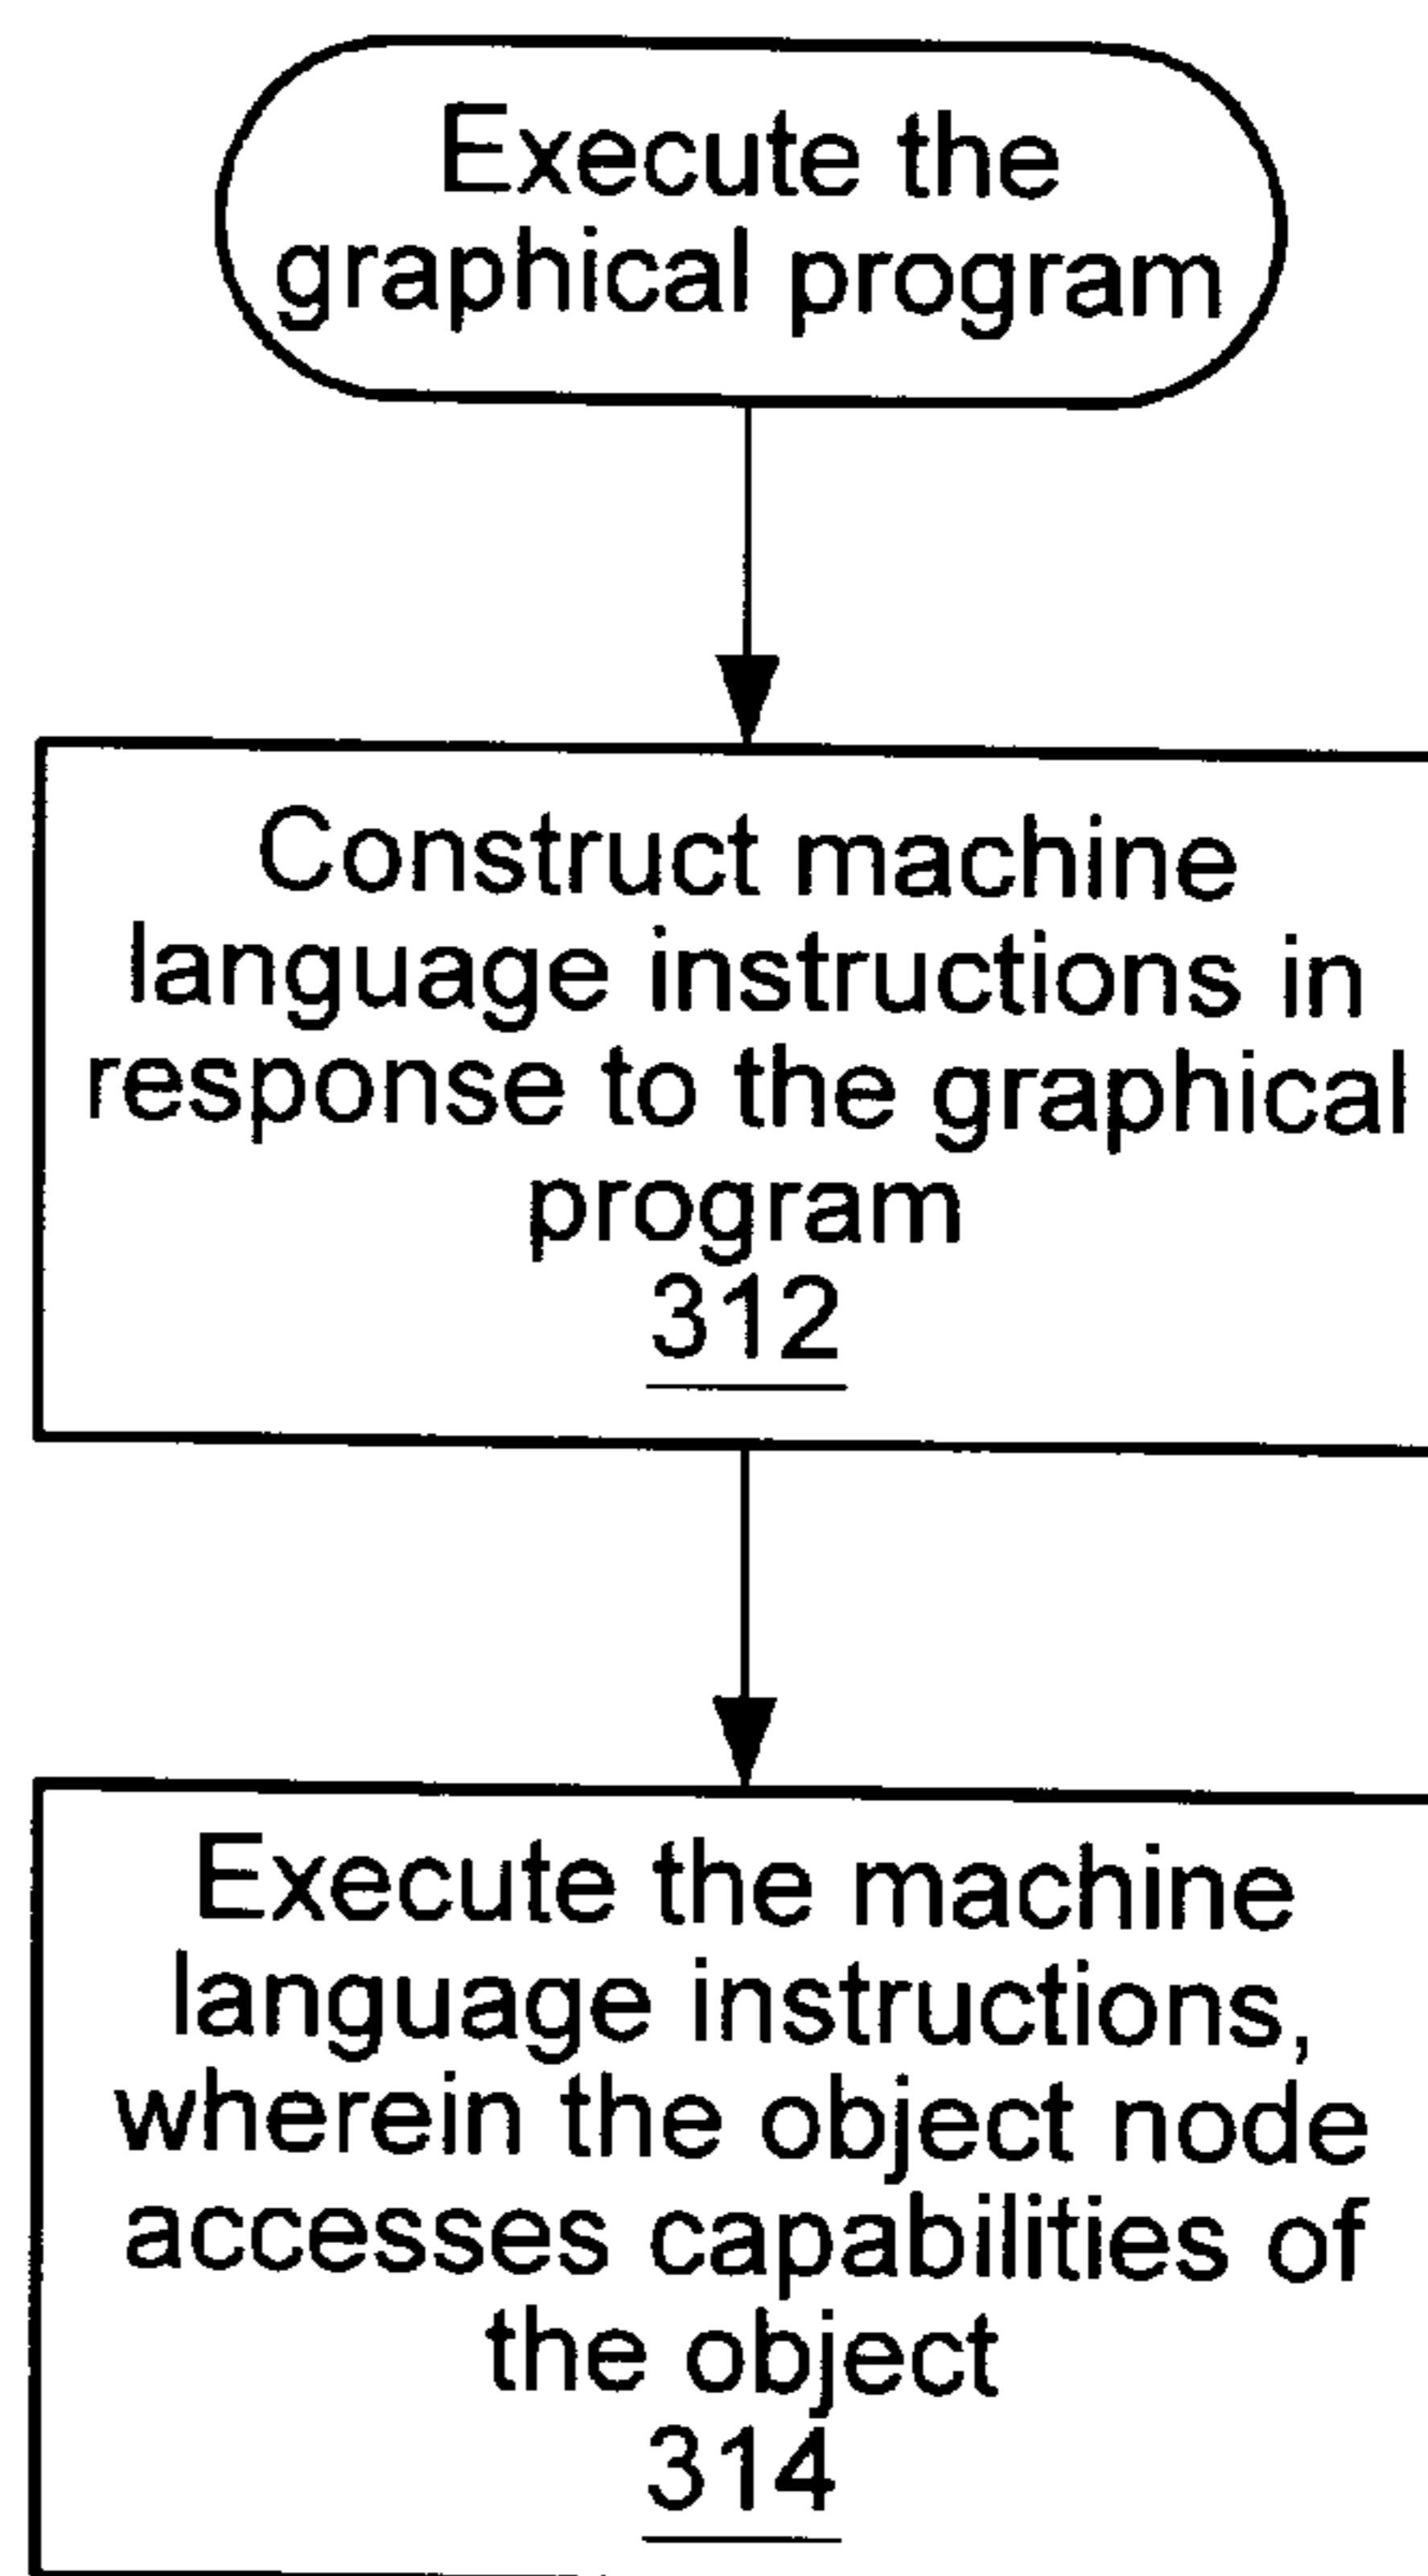 Execute the
graphical program
Construct machine
language instructions in
response to the graphical
program
312
Execute the machine
language instructions,
wherein the object node
accesses capabilities of
the object
314